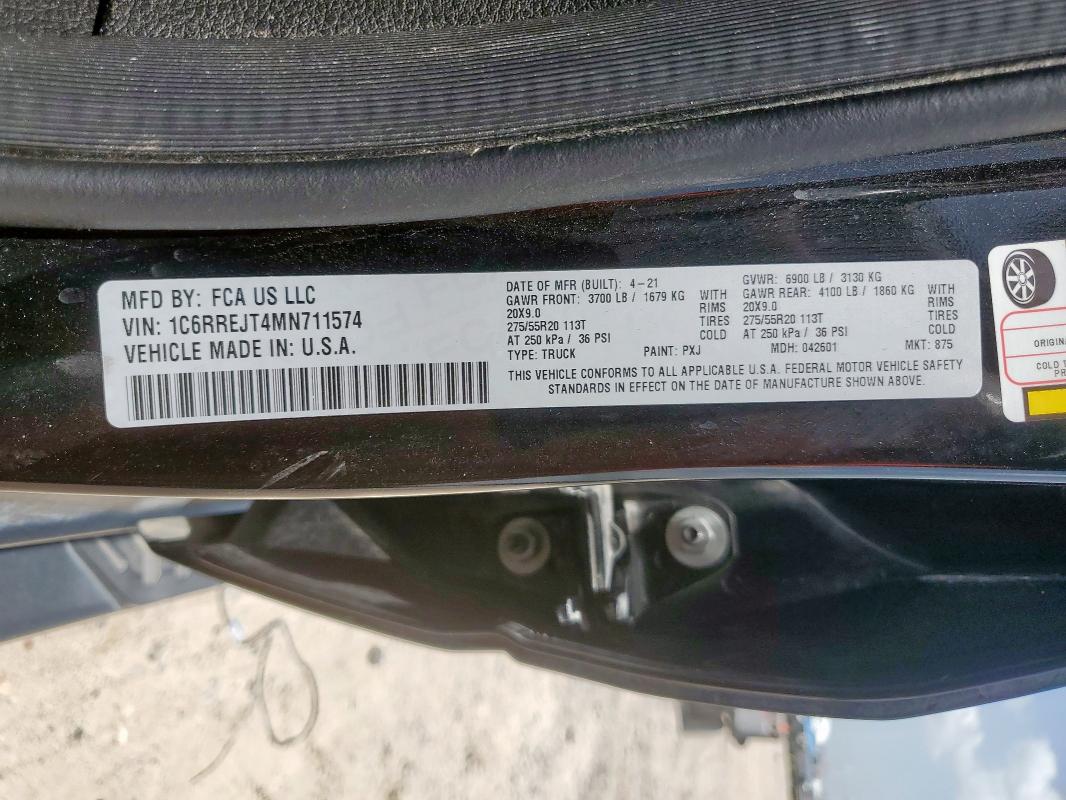 MFD BY: FCA US LLC
VIN: 1C6RREJT4MN711574
VEHICLE MADE IN: U.S.A.
DATE OF MFR (BUILT): 4-21
GAWR FRONT: 3700 LB / 1679 KG WITH
20X9.0 RIMS
275/55R20 113T TIRES
AT 250 kPa / 36 PSI COLD
TYPE: TRUCK PAINT: PXJ
GVWR: 6900 LB / 3130 KG
GAWR REAR: 4100 LB / 1860 KG WITH
20X9.0 RIMS
275/55R20 113T TIRES
AT 250 kPa / 36 PSI COLD
MDH: 042601 MKT: 875
THIS VEHICLE CONFORMS TO ALL APPLICABLE U.S.A. FEDERAL MOTOR VEHICLE SAFETY
STANDARDS IN EFFECT ON THE DATE OF MANUFACTURE SHOWN ABOVE.
ORIGINA
COLD T
PR